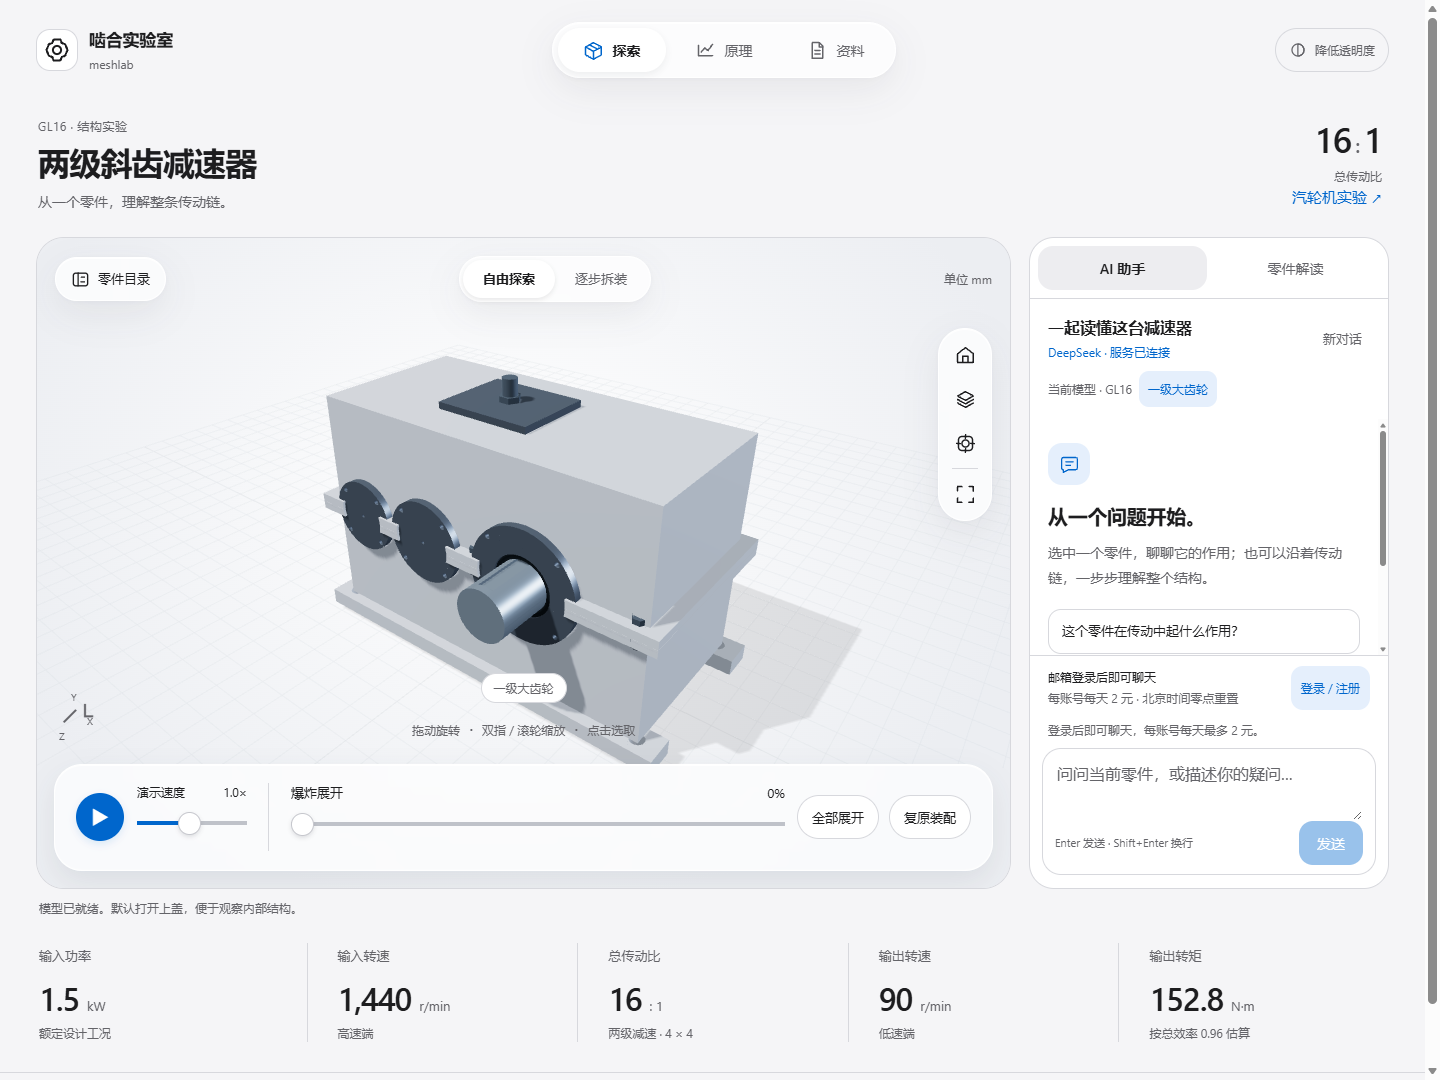 啮合实验室
meshlab
探索
原理
资料
降低透明度
GL16 · 结构实验
两级斜齿减速器
从一个零件，理解整条传动链。
16 : 1
总传动比
汽轮机实验 ↗
零件目录
自由探索
逐步拆装
单位 mm
一级大齿轮
拖动旋转 · 双指 / 滚轮缩放 · 点击选取
Y
X
Z
演示速度
1.0×
爆炸展开
0%
全部展开
复原装配
AI 助手
零件解读
一起读懂这台减速器
DeepSeek · 服务已连接
新对话
当前模型 · GL16
一级大齿轮
从一个问题开始。
选中一个零件，聊聊它的作用；也可以沿着传动
链，一步步理解整个结构。
这个零件在传动中起什么作用？
邮箱登录后即可聊天
每账号每天 2 元 · 北京时间零点重置
登录 / 注册
登录后即可聊天，每账号每天最多 2 元。
问问当前零件，或描述你的疑问...
Enter 发送 · Shift+Enter 换行
发送
模型已就绪。默认打开上盖，便于观察内部结构。
输入功率
1.5 kW
额定设计工况
输入转速
1,440 r/min
高速端
总传动比
16 : 1
两级减速 · 4 × 4
输出转速
90 r/min
低速端
输出转矩
152.8 N·m
按总效率 0.96 估算